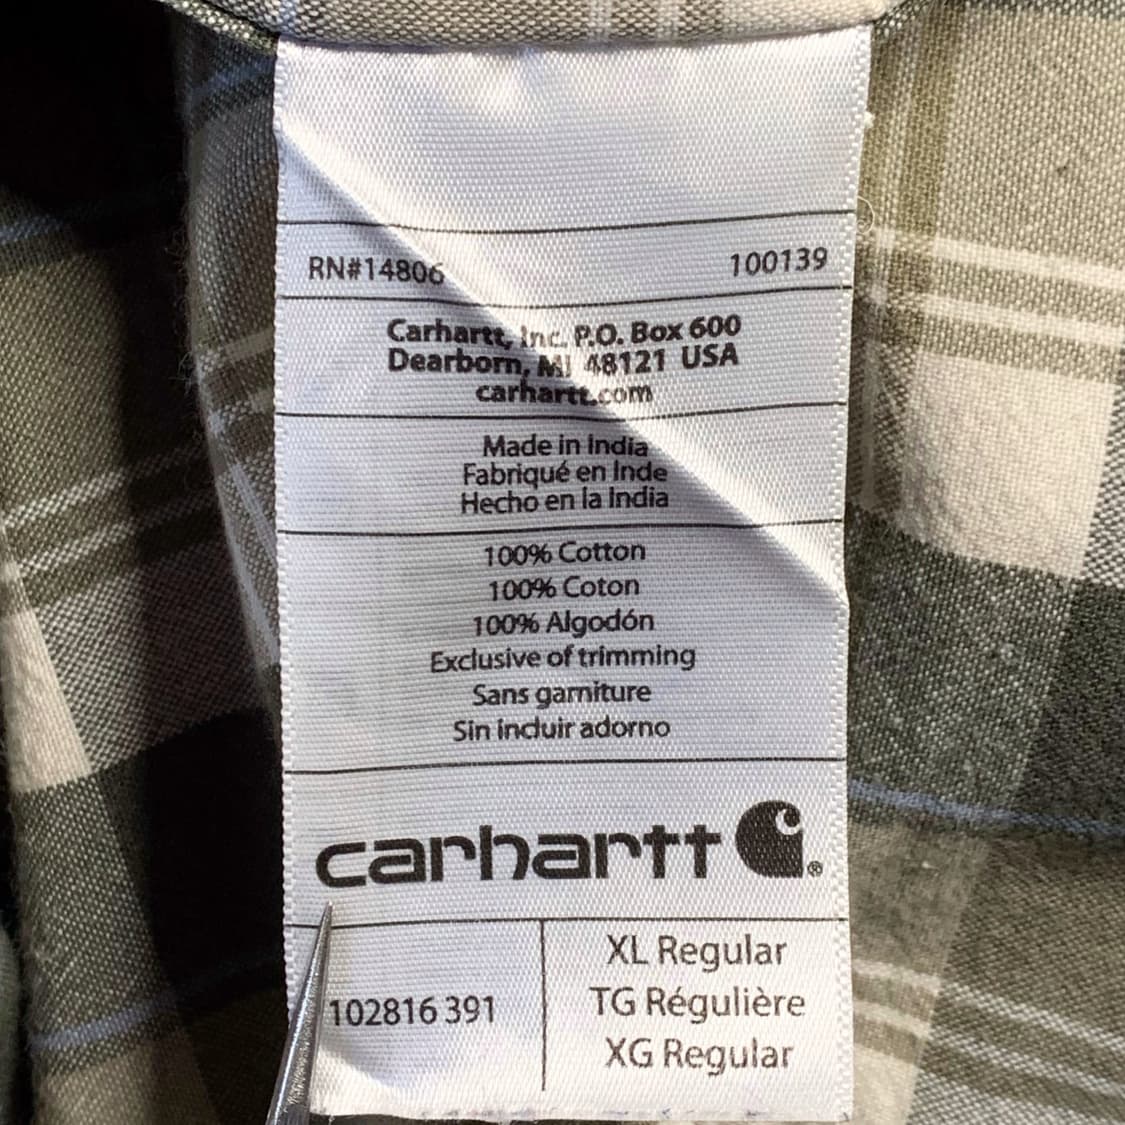 RN#14806 100139
Carhartt, Inc. P.O. Box 600
Dearborn, MI 48121 USA
carhartt.com
Made in India
Fabriqué en Inde
Hecho en la India
100% Cotton
100% Coton
100% Algodón
Exclusive of trimming
Sans garniture
Sin incluir adorno
carhartt ®
102816 391
XL Regular
TG Régulière
XG Regular